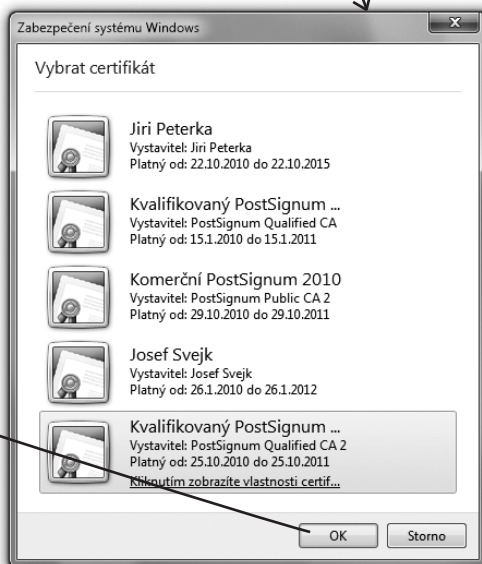 Zabezpečení systému Windows
Vybrat certifikát
Jiri Peterka
Vystavitel: Jiri Peterka
Platný od: 22.10.2010 do 22.10.2015
Kvalifikovaný PostSignum ...
Vystavitel: PostSignum Qualified CA
Platný od: 15.1.2010 do 15.1.2011
Komerční PostSignum 2010
Vystavitel: PostSignum Public CA 2
Platný od: 29.10.2010 do 29.10.2011
Josef Svejk
Vystavitel: Josef Svejk
Platný od: 26.1.2010 do 26.1.2012
Kvalifikovaný PostSignum ...
Vystavitel: PostSignum Qualified CA 2
Platný od: 25.10.2010 do 25.10.2011
Kliknutím zobrazíte vlastnosti certif...
OK Storno